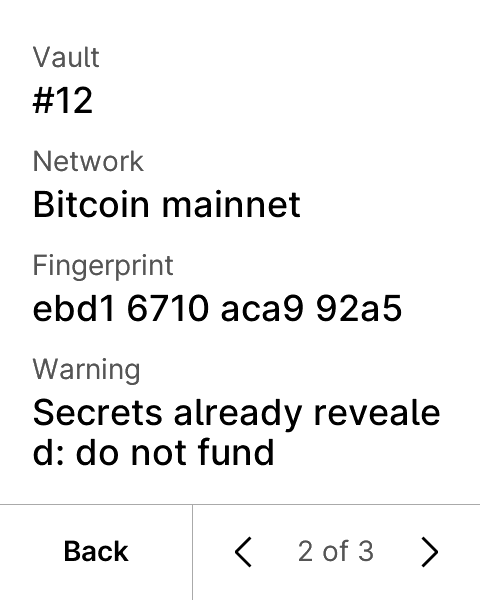 Vault
#12
Network
Bitcoin mainnet
Fingerprint
ebd1 6710 aca9 92a5
Warning
Secrets already reveale
d: do not fund
Back
2 of 3